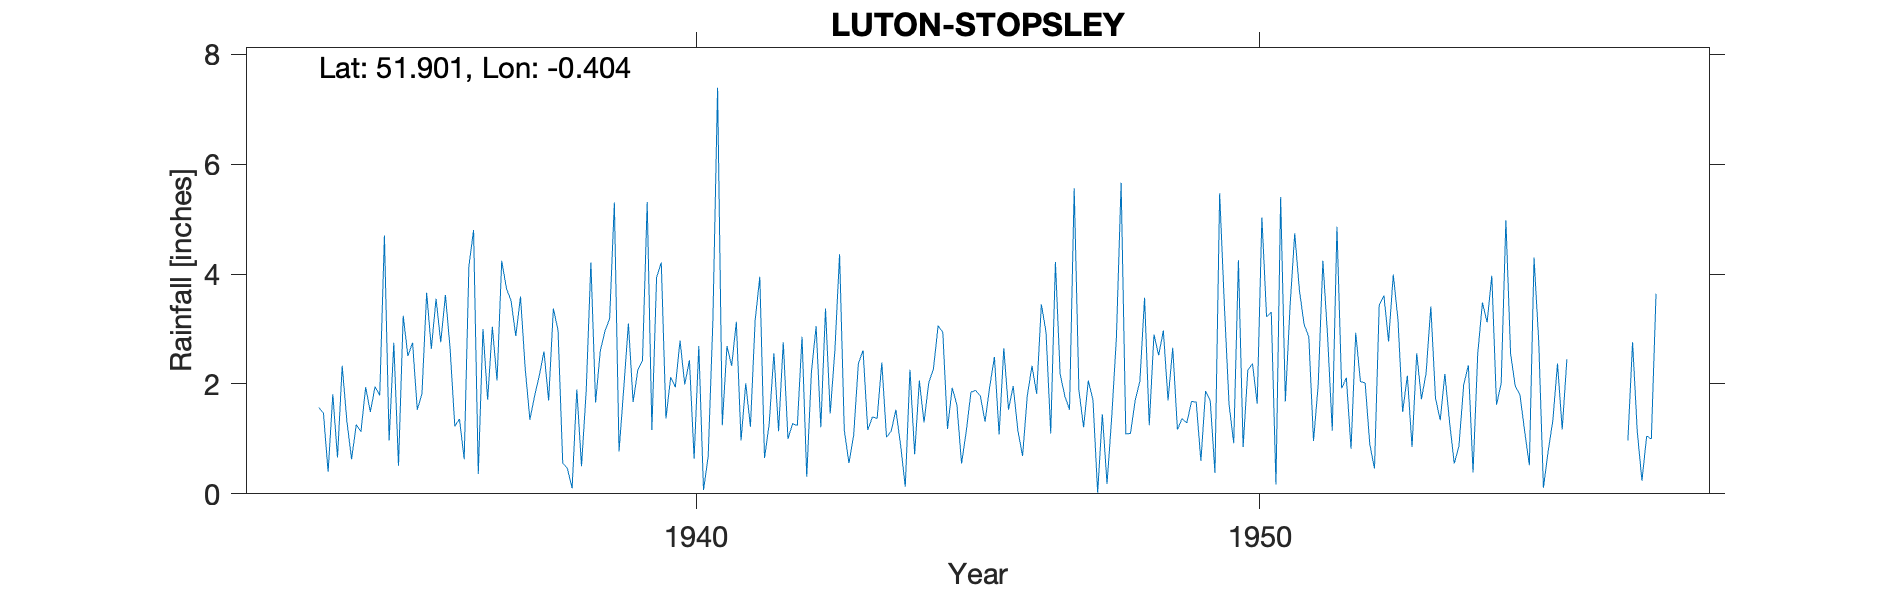 LUTON-STOPSLEY
Lat: 51.901, Lon: -0.404
Rainfall [inches]
8
6
4
2
0
1940
1950
Year